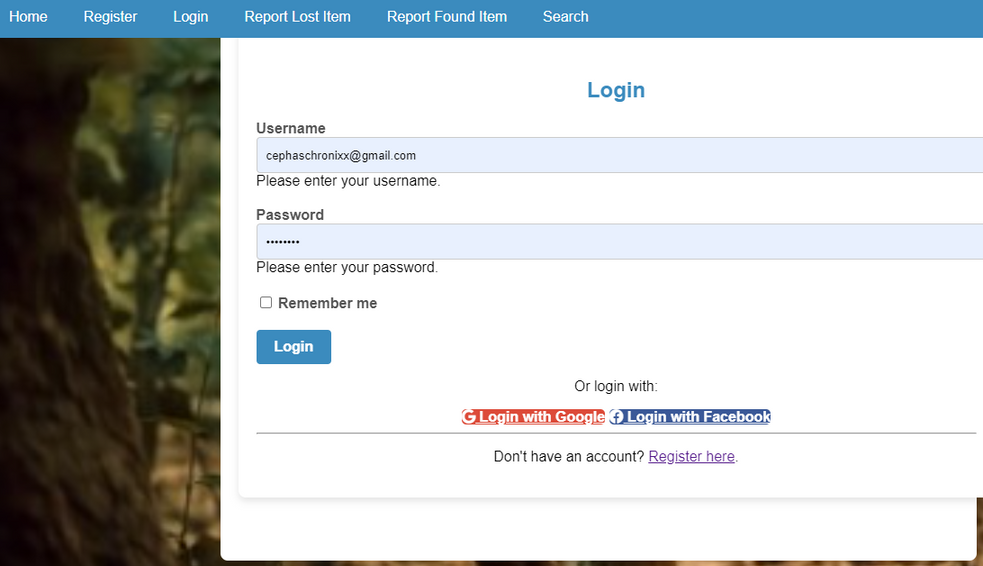 Home Register Login Report Lost Item Report Found Item Search
Login
Username
cephaschronixx@gmail.com
Please enter your username.
Password
••••••••
Please enter your password.
Remember me
Login
Or login with:
Login with Google Login with Facebook
Don't have an account? Register here.